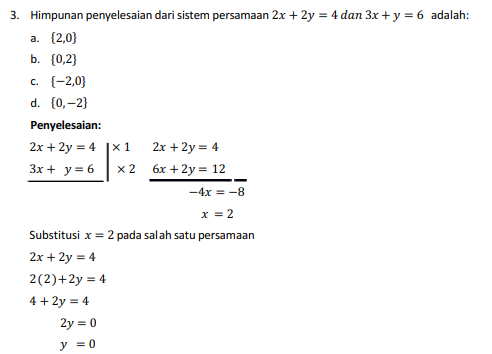 3. Himpunan penyelesaian dari sistem persamaan 2x + 2y = 4 dan 3x + y = 6 adalah:
a. {2,0}
b. {0,2}
c. {−2,0}
d. {0,−2}
Penyelesaian:
2x + 2y = 4 | × 1 2x + 2y = 4
3x + y = 6 | × 2 6x + 2y = 12 −
−4x = −8
x = 2
Substitusi x = 2 pada salah satu persamaan
2x + 2y = 4
2(2)+2y = 4
4 + 2y = 4
2y = 0
y = 0